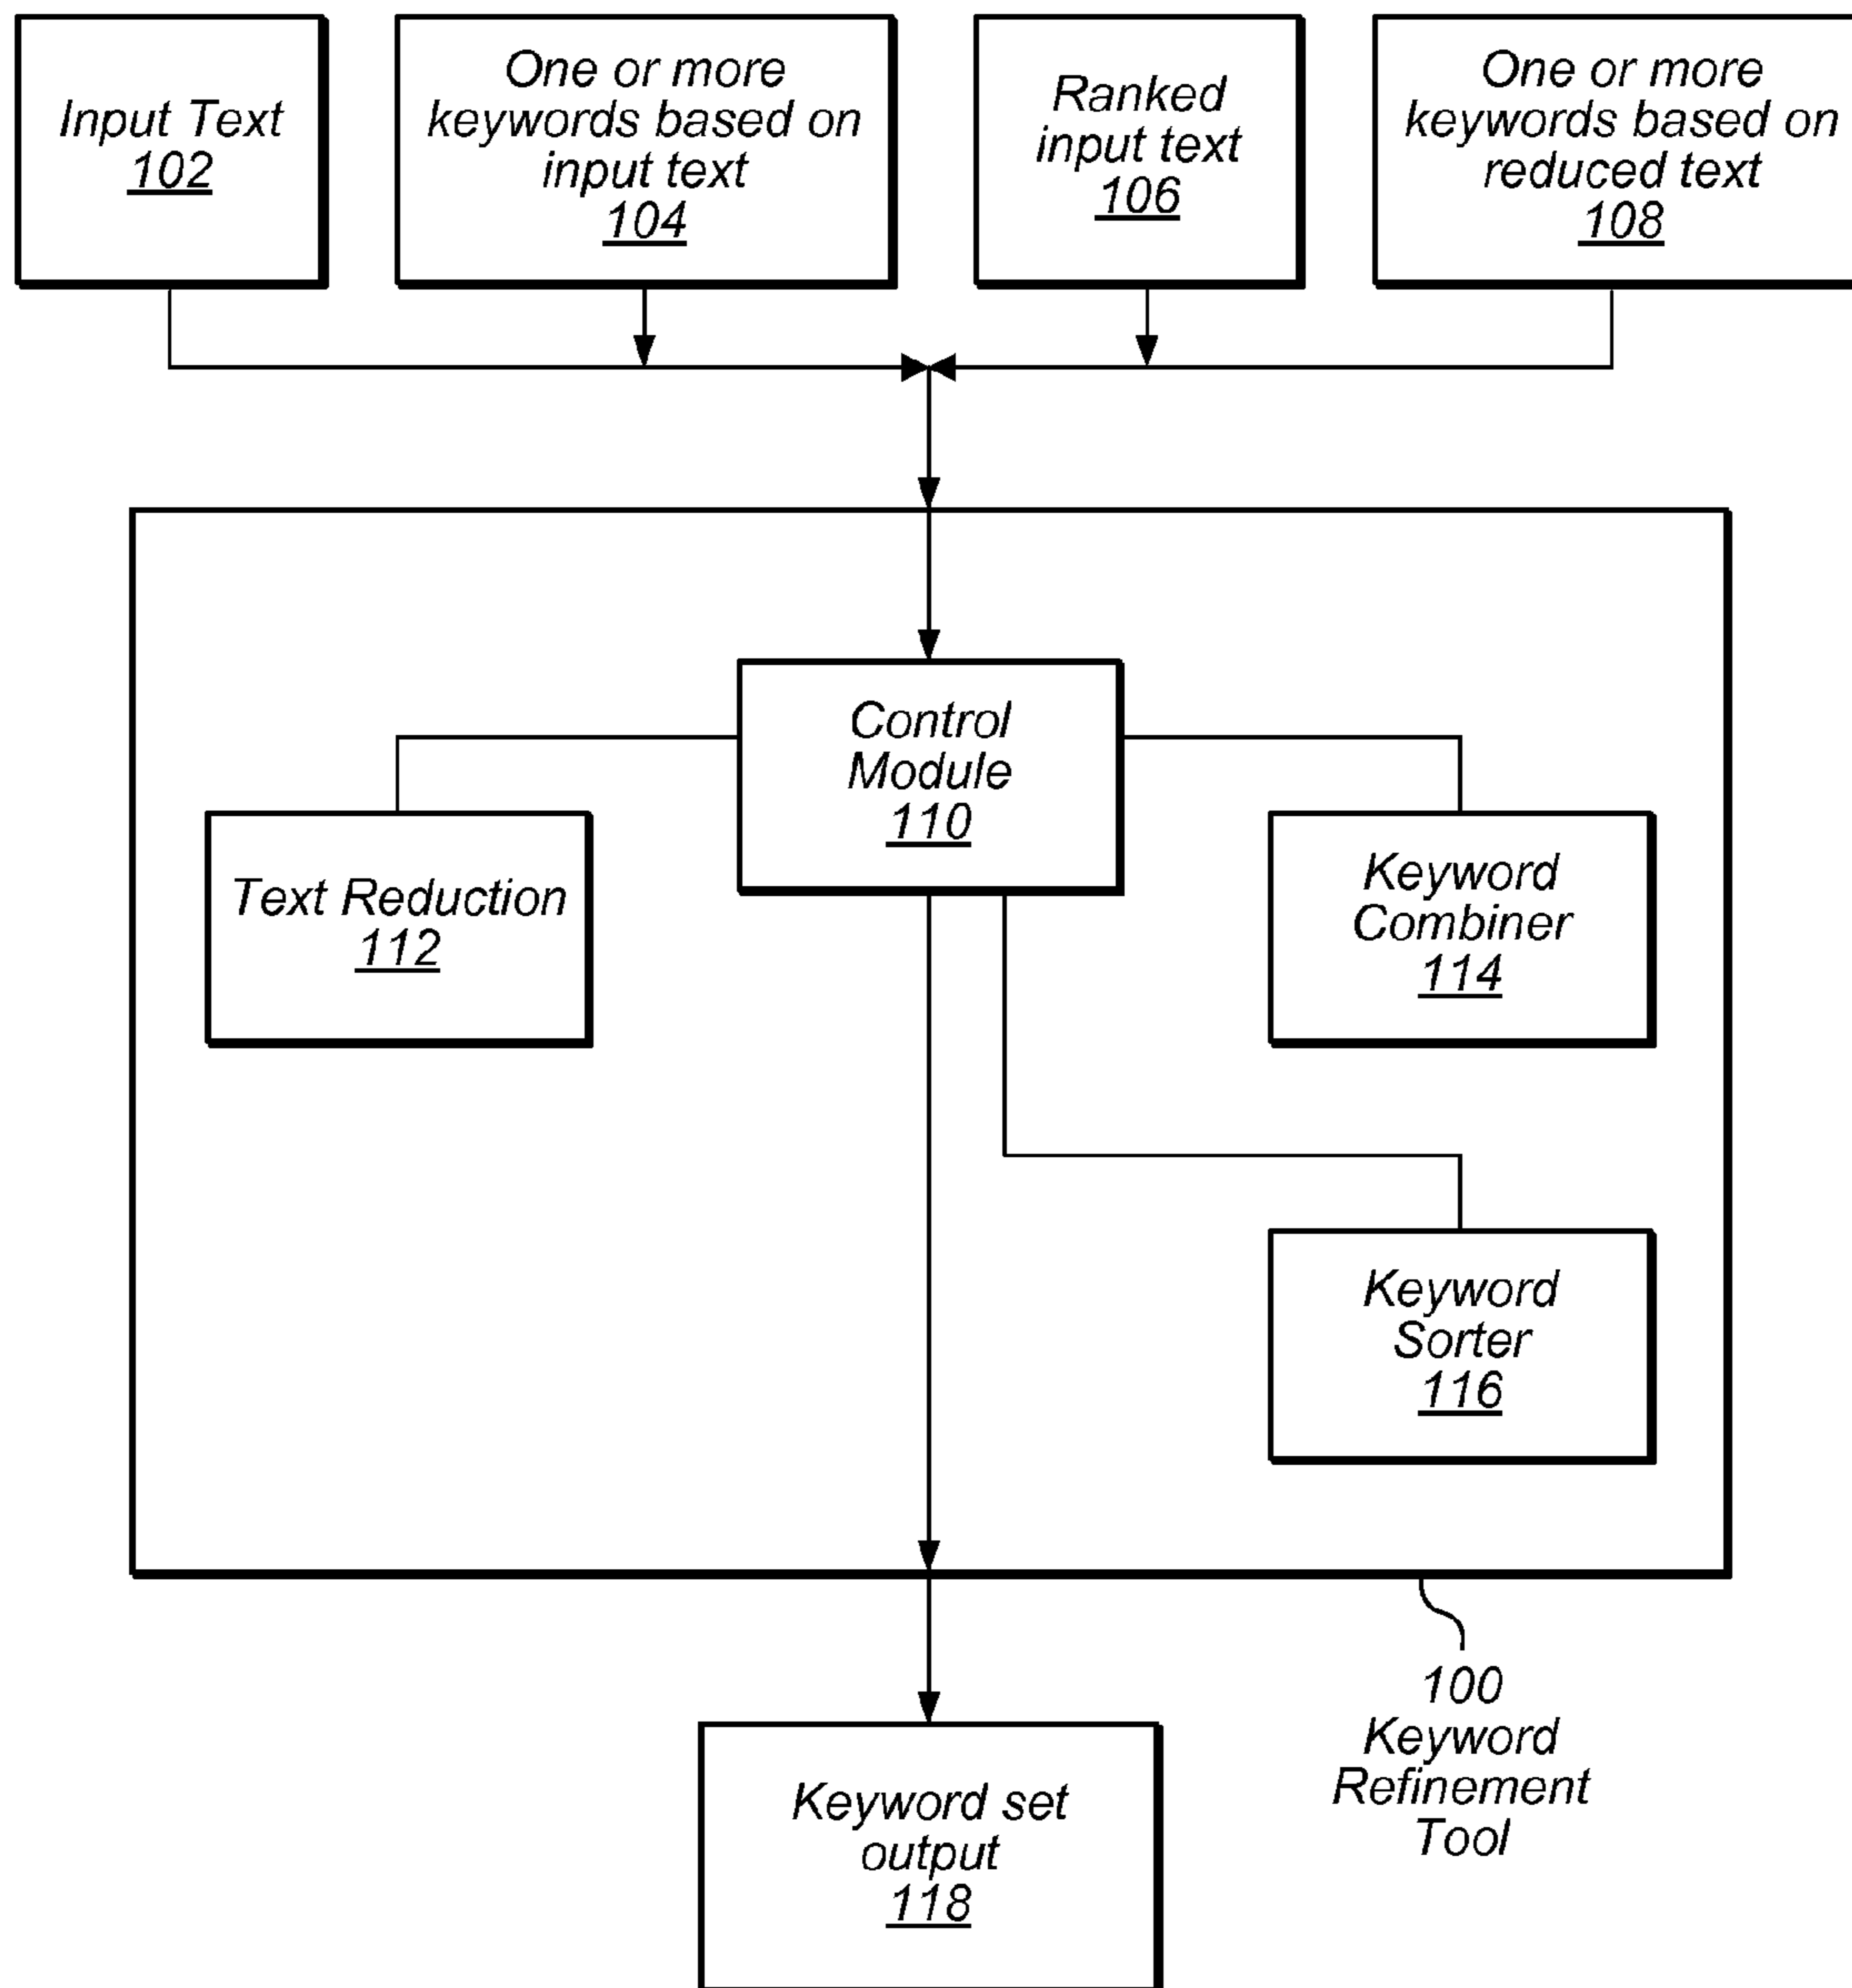 Input Text
102
One or more
keywords based on
input text
104
Ranked
input text
106
One or more
keywords based on
reduced text
108
Control
Module
110
Text Reduction
112
Keyword
Combiner
114
Keyword
Sorter
116
100
Keyword
Refinement
Tool
Keyword set
output
118